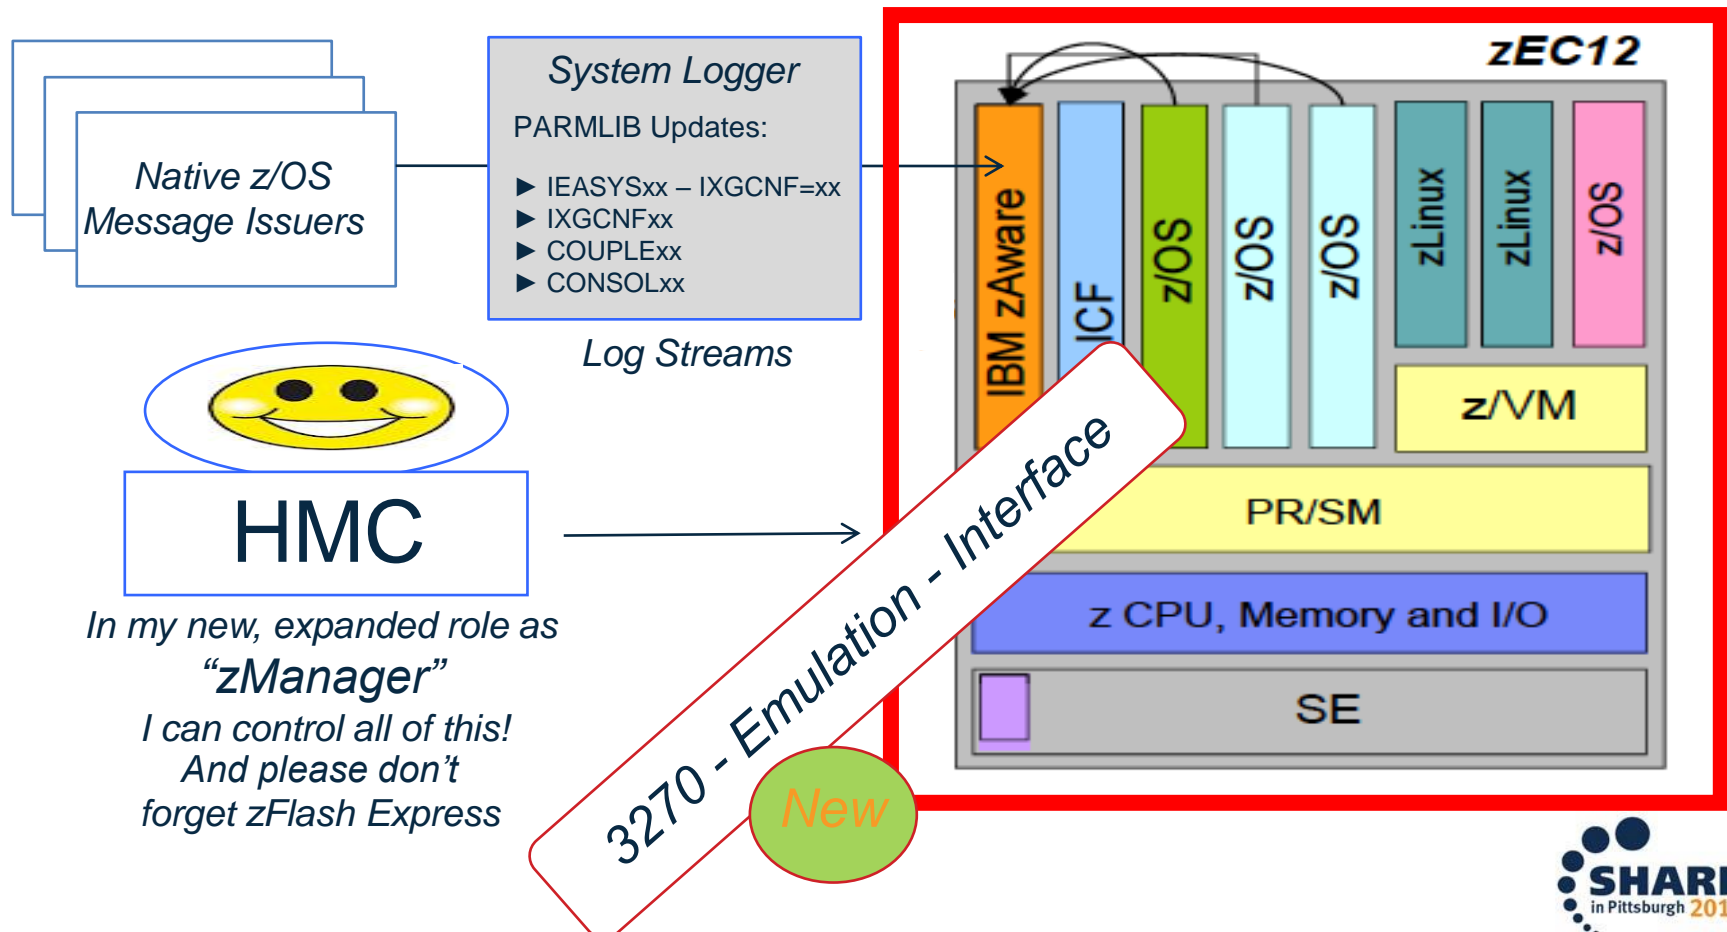 Native z/OS
Message Issuers
System Logger
PARMLIB Updates:
► IEASYSxx – IXGCNF=xx
► IXGCNFxx
► COUPLExx
► CONSOLxx
Log Streams
HMC
In my new, expanded role as
“zManager”
I can control all of this!
And please don’t
forget zFlash Express
3270 - Emulation - Interface
New
zEC12
IBM zAware
ICF
z/OS
z/OS
z/OS
zLinux
zLinux
z/OS
z/VM
PR/SM
z CPU, Memory and I/O
SE
SHAR
in Pittsburgh 201